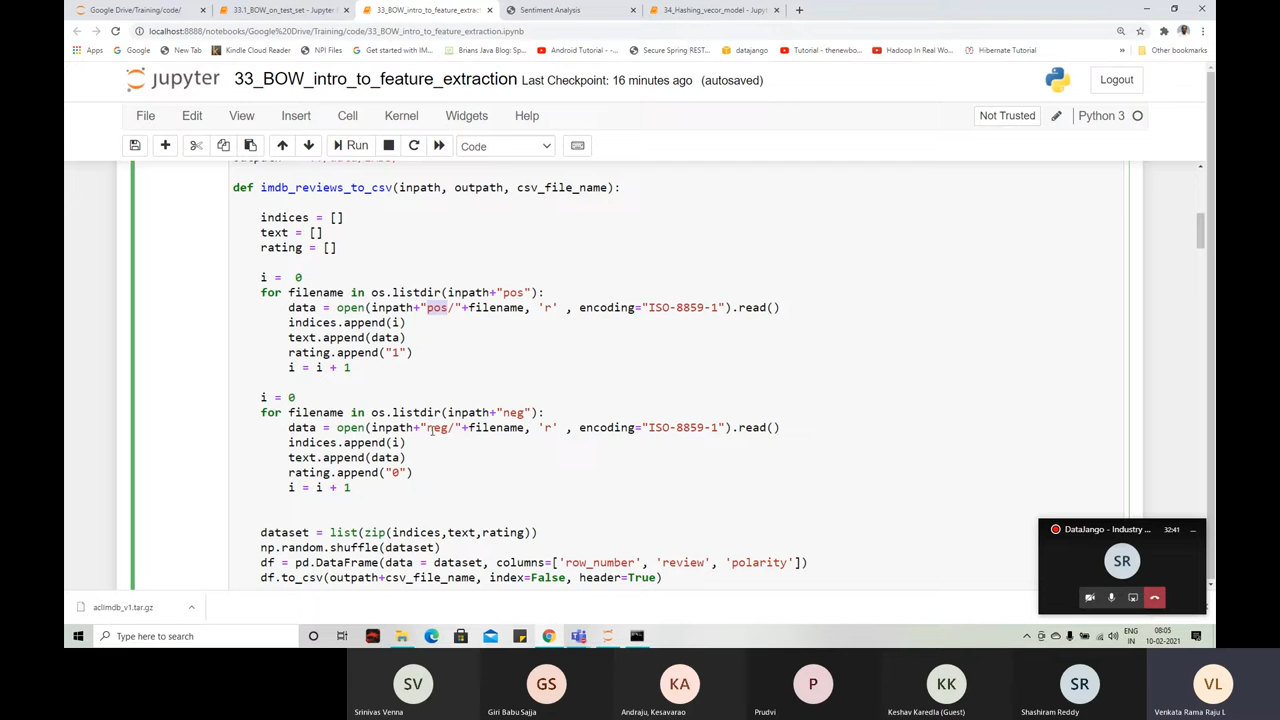 Google Drive/Training/code/
33.1_BOW_on_test_set - Jupyter
33_BOW_intro_to_feature_extract
Sentiment Analysis
34_Hashing_vecor_model - Jupyt
localhost:8888/notebooks/Google%20Drive/Training/code/33_BOW_intro_to_feature_extraction.ipynb
Apps
Google
New Tab
Kindle Cloud Reader
NPI Files
Get started with IM...
Brians Java Blog: Sti...
Android Tutorial -...
Secure Spring REST...
datajango
Tutorial - thenewbo...
Hadoop In Real Wo...
Hibernate Tutorial
Other bookmarks
jupyter
33_BOW_intro_to_feature_extraction
Last Checkpoint: 16 minutes ago
(autosaved)
Logout
File
Edit
View
Insert
Cell
Kernel
Widgets
Help
Not Trusted
Python 3
Run
Code
def imdb_reviews_to_csv(inpath, outpath, csv_file_name):
indices = []
text = []
rating = []
i =  0
for filename in os.listdir(inpath+"pos"):
data = open(inpath+"pos/"+filename, 'r' , encoding="ISO-8859-1").read()
indices.append(i)
text.append(data)
rating.append("1")
i = i + 1
i = 0
for filename in os.listdir(inpath+"neg"):
data = open(inpath+"neg/"+filename, 'r' , encoding="ISO-8859-1").read()
indices.append(i)
text.append(data)
rating.append("0")
i = i + 1
dataset = list(zip(indices,text,rating))
np.random.shuffle(dataset)
df = pd.DataFrame(data = dataset, columns=['row_number', 'review', 'polarity'])
df.to_csv(outpath+csv_file_name, index=False, header=True)
DataJango - Industry ...
32:41
SR
aclImdb_v1.tar.gz
Type here to search
ENG
IN
08:05
10-02-2021
SV
GS
KA
P
KK
SR
VL
Srinivas Venna
Giri Babu Sajja
Andraju, Kesavarao
Prudvi
Keshav Karedla (Guest)
Shashiram Reddy
Venkata Rama Raju L